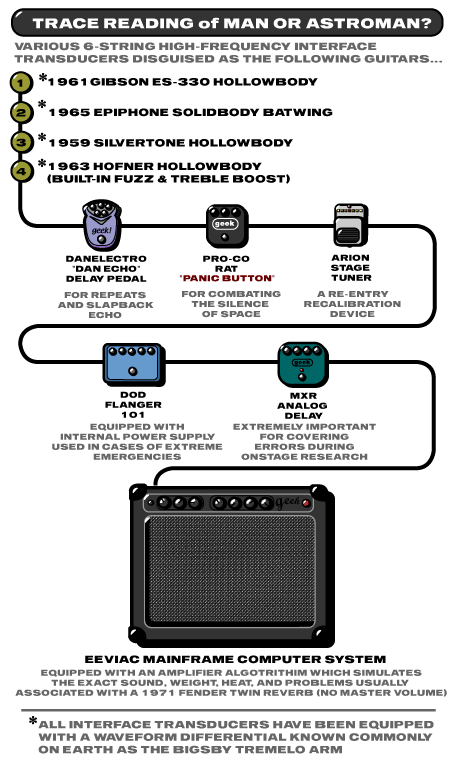 TRACE READING of MAN OR ASTROMAN?
VARIOUS 6-STRING HIGH-FREQUENCY INTERFACE
TRANSDUCERS DISGUISED AS THE FOLLOWING GUITARS...
1 *1961 GIBSON ES-330 HOLLOWBODY
2 *1965 EPIPHONE SOLIDBODY BATWING
3 *1959 SILVERTONE HOLLOWBODY
4 *1963 HOFNER HOLLOWBODY
(BUILT-IN FUZZ & TREBLE BOOST)
geek!
DANELECTRO
"DAN ECHO"
DELAY PEDAL
FOR REPEATS
AND SLAPBACK
ECHO
geek
PRO-CO
RAT
"PANIC BUTTON"
FOR COMBATING
THE SILENCE
OF SPACE
ARION
STAGE
TUNER
A RE-ENTRY
RECALIBRATION
DEVICE
DOD
FLANGER
101
EQUIPPED WITH
INTERNAL POWER SUPPLY
USED IN CASES OF EXTREME
EMERGENCIES
geek
MXR
ANALOG
DELAY
EXTREMELY IMPORTANT
FOR COVERING
ERRORS DURING
ONSTAGE RESEARCH
geek
EEVIAC MAINFRAME COMPUTER SYSTEM
EQUIPPED WITH AN AMPLIFIER ALGOTRITHIM WHICH SIMULATES
THE EXACT SOUND, WEIGHT, HEAT, AND PROBLEMS USUALLY
ASSOCIATED WITH A 1971 FENDER TWIN REVERB (NO MASTER VOLUME)
*ALL INTERFACE TRANSDUCERS HAVE BEEN EQUIPPED
WITH A WAVEFORM DIFFERENTIAL KNOWN COMMONLY
ON EARTH AS THE BIGSBY TREMELO ARM